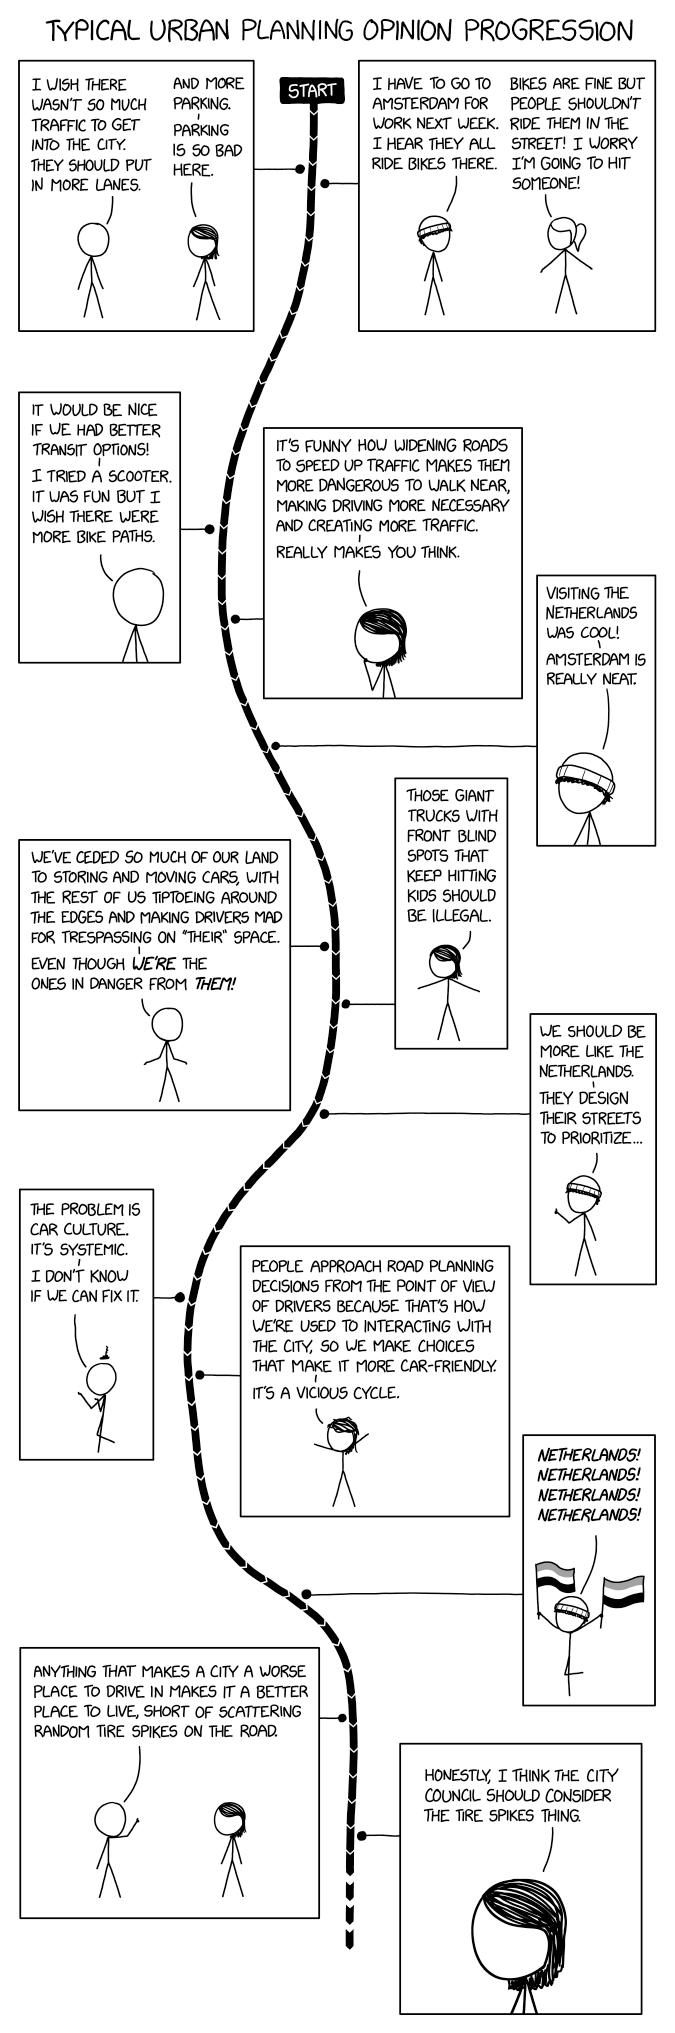 TYPICAL URBAN PLANNING OPINION PROGRESSION
START
I WISH THERE
WASN'T SO MUCH
TRAFFIC TO GET
INTO THE CITY.
THEY SHOULD PUT
IN MORE LANES.
AND MORE
PARKING.
PARKING
IS SO BAD
HERE.
I HAVE TO GO TO
AMSTERDAM FOR
WORK NEXT WEEK.
I HEAR THEY ALL
RIDE BIKES THERE.
BIKES ARE FINE BUT
PEOPLE SHOULDN'T
RIDE THEM IN THE
STREET! I WORRY
I'M GOING TO HIT
SOMEONE!
IT WOULD BE NICE
IF WE HAD BETTER
TRANSIT OPTIONS!
I TRIED A SCOOTER.
IT WAS FUN BUT I
WISH THERE WERE
MORE BIKE PATHS.
IT'S FUNNY HOW WIDENING ROADS
TO SPEED UP TRAFFIC MAKES THEM
MORE DANGEROUS TO WALK NEAR,
MAKING DRIVING MORE NECESSARY
AND CREATING MORE TRAFFIC.
REALLY MAKES YOU THINK.
VISITING THE
NETHERLANDS
WAS COOL!
AMSTERDAM IS
REALLY NEAT.
WE'VE CEDED SO MUCH OF OUR LAND
TO STORING AND MOVING CARS, WITH
THE REST OF US TIPTOEING AROUND
THE EDGES AND MAKING DRIVERS MAD
FOR TRESPASSING ON "THEIR" SPACE.
EVEN THOUGH WE'RE THE
ONES IN DANGER FROM THEM!
THOSE GIANT
TRUCKS WITH
FRONT BLIND
SPOTS THAT
KEEP HITTING
KIDS SHOULD
BE ILLEGAL.
WE SHOULD BE
MORE LIKE THE
NETHERLANDS.
THEY DESIGN
THEIR STREETS
TO PRIORITIZE...
THE PROBLEM IS
CAR CULTURE.
IT'S SYSTEMIC.
I DON'T KNOW
IF WE CAN FIX IT.
PEOPLE APPROACH ROAD PLANNING
DECISIONS FROM THE POINT OF VIEW
OF DRIVERS BECAUSE THAT'S HOW
WE'RE USED TO INTERACTING WITH
THE CITY, SO WE MAKE CHOICES
THAT MAKE IT MORE CAR-FRIENDLY.
IT'S A VICIOUS CYCLE.
NETHERLANDS!
NETHERLANDS!
NETHERLANDS!
NETHERLANDS!
ANYTHING THAT MAKES A CITY A WORSE
PLACE TO DRIVE IN MAKES IT A BETTER
PLACE TO LIVE, SHORT OF SCATTERING
RANDOM TIRE SPIKES ON THE ROAD.
HONESTLY, I THINK THE CITY
COUNCIL SHOULD CONSIDER
THE TIRE SPIKES THING.